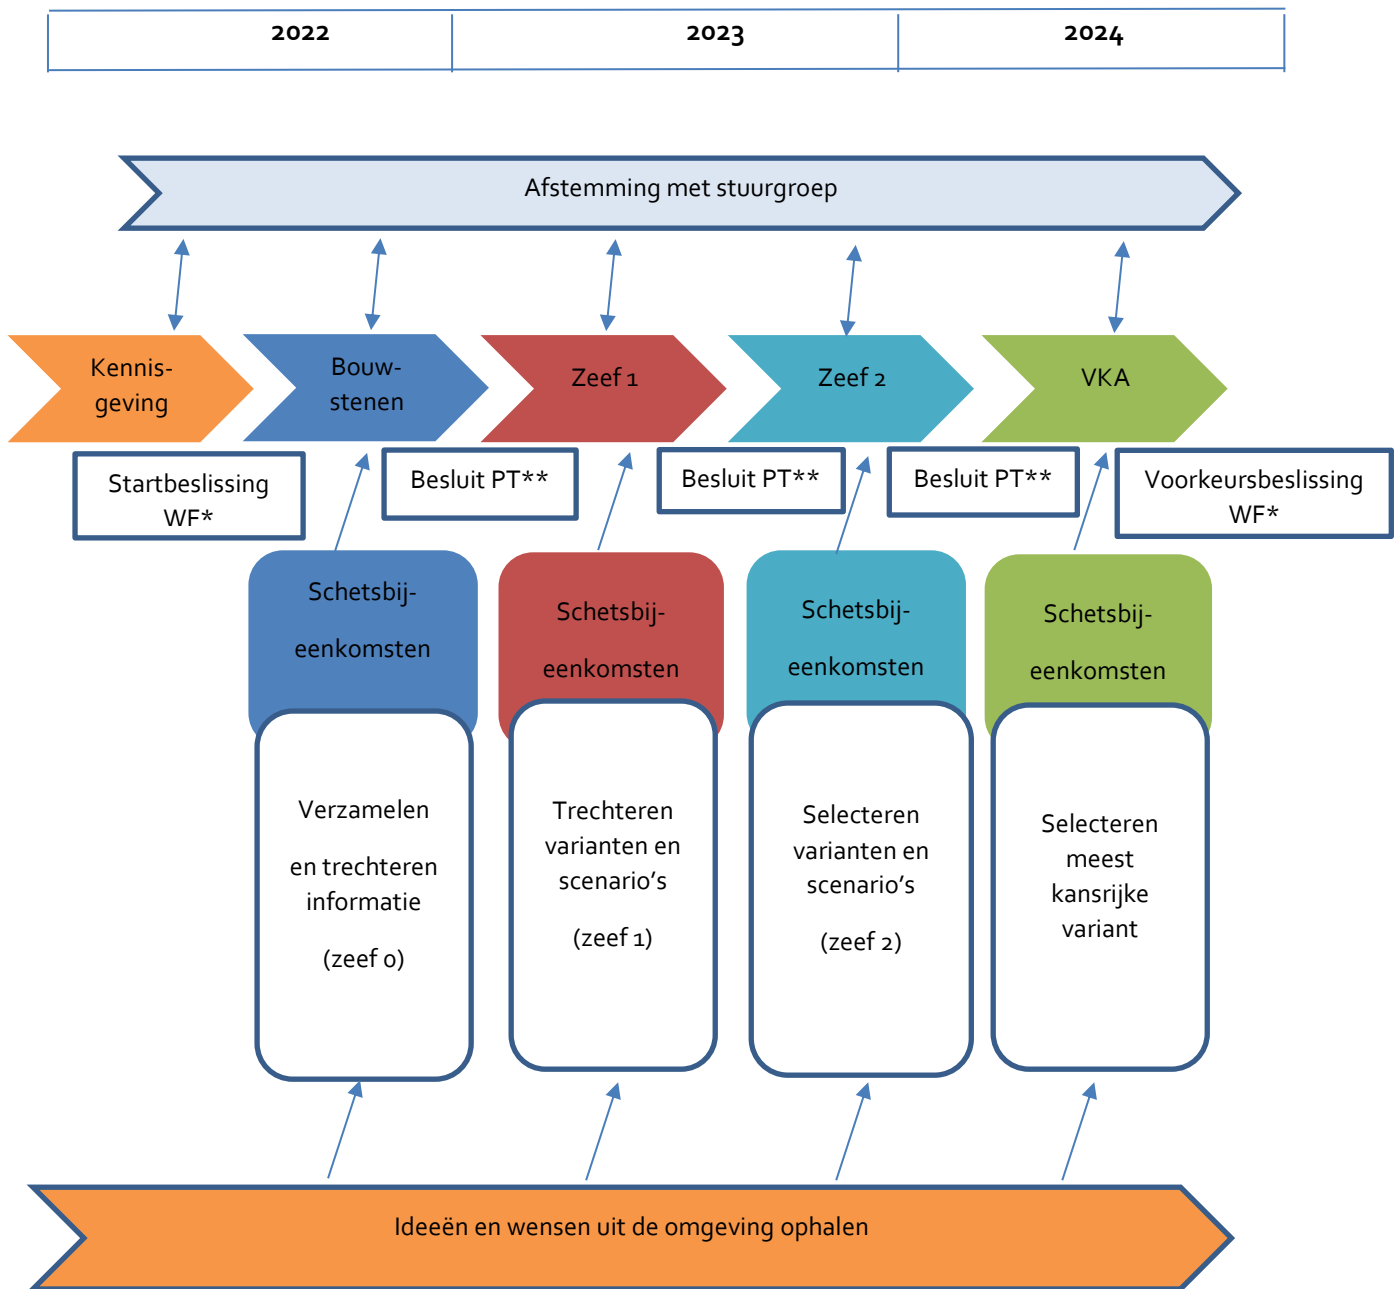 2022
2023
2024
Afstemming met stuurgroep
Kennis-
geving
Bouw-
stenen
Zeef 1
Zeef 2
VKA
Startbeslissing
WF*
Besluit PT**
Besluit PT**
Besluit PT**
Voorkeursbeslissing
WF*
Schetsbij-
eenkomsten
Schetsbij-
eenkomsten
Schetsbij-
eenkomsten
Schetsbij-
eenkomsten
Verzamelen
en trechteren
informatie
(zeef 0)
Trechteren
varianten en
scenario's
(zeef 1)
Selecteren
varianten en
scenario's
(zeef 2)
Selecteren
meest
kansrijke
variant
Ideeën en wensen uit de omgeving ophalen